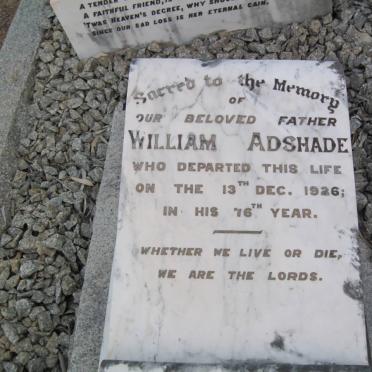 A TENDER
A FAITHFUL FRIEND,
'TWAS HEAVEN'S DECREE, WHY
SINCE OUR SAD LOSS IS HER ETERNAL GAIN.
Sacred to the Memory
OF
OUR BELOVED FATHER
WILLIAM ADSHADE
WHO DEPARTED THIS LIFE
ON THE 13TH DEC. 1926;
IN HIS 76TH YEAR.
WHETHER WE LIVE OR DIE,
WE ARE THE LORDS.